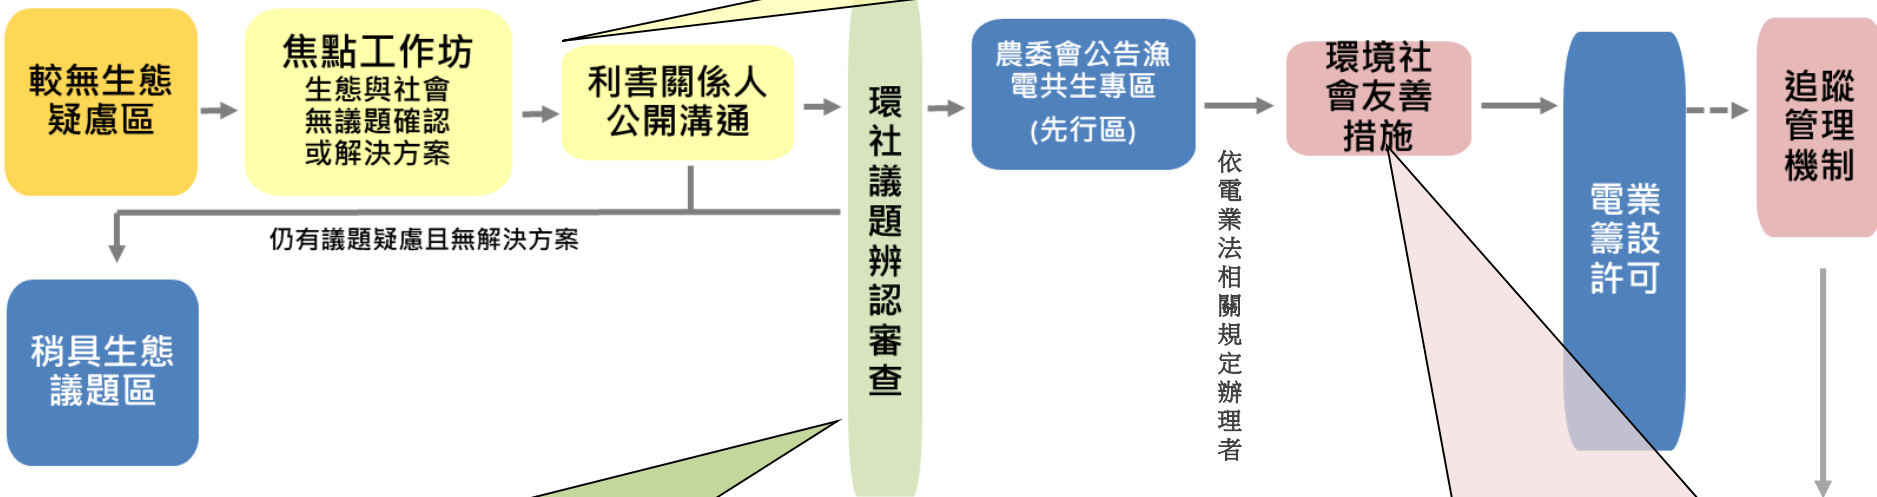 較無生態
疑慮區
焦點工作坊
生態與社會
無議題確認
或解決方案
利害關係人
公開溝通
環
社
議
題
辨
認
審
查
農委會公告漁
電共生專區
(先行區)
依
電
業
法
相
關
規
定
辦
理
者
環境社
會友善
措施
電業
籌設
許可
追蹤
管理
機制
仍有議題疑慮且無解決方案
稍具生態
議題區